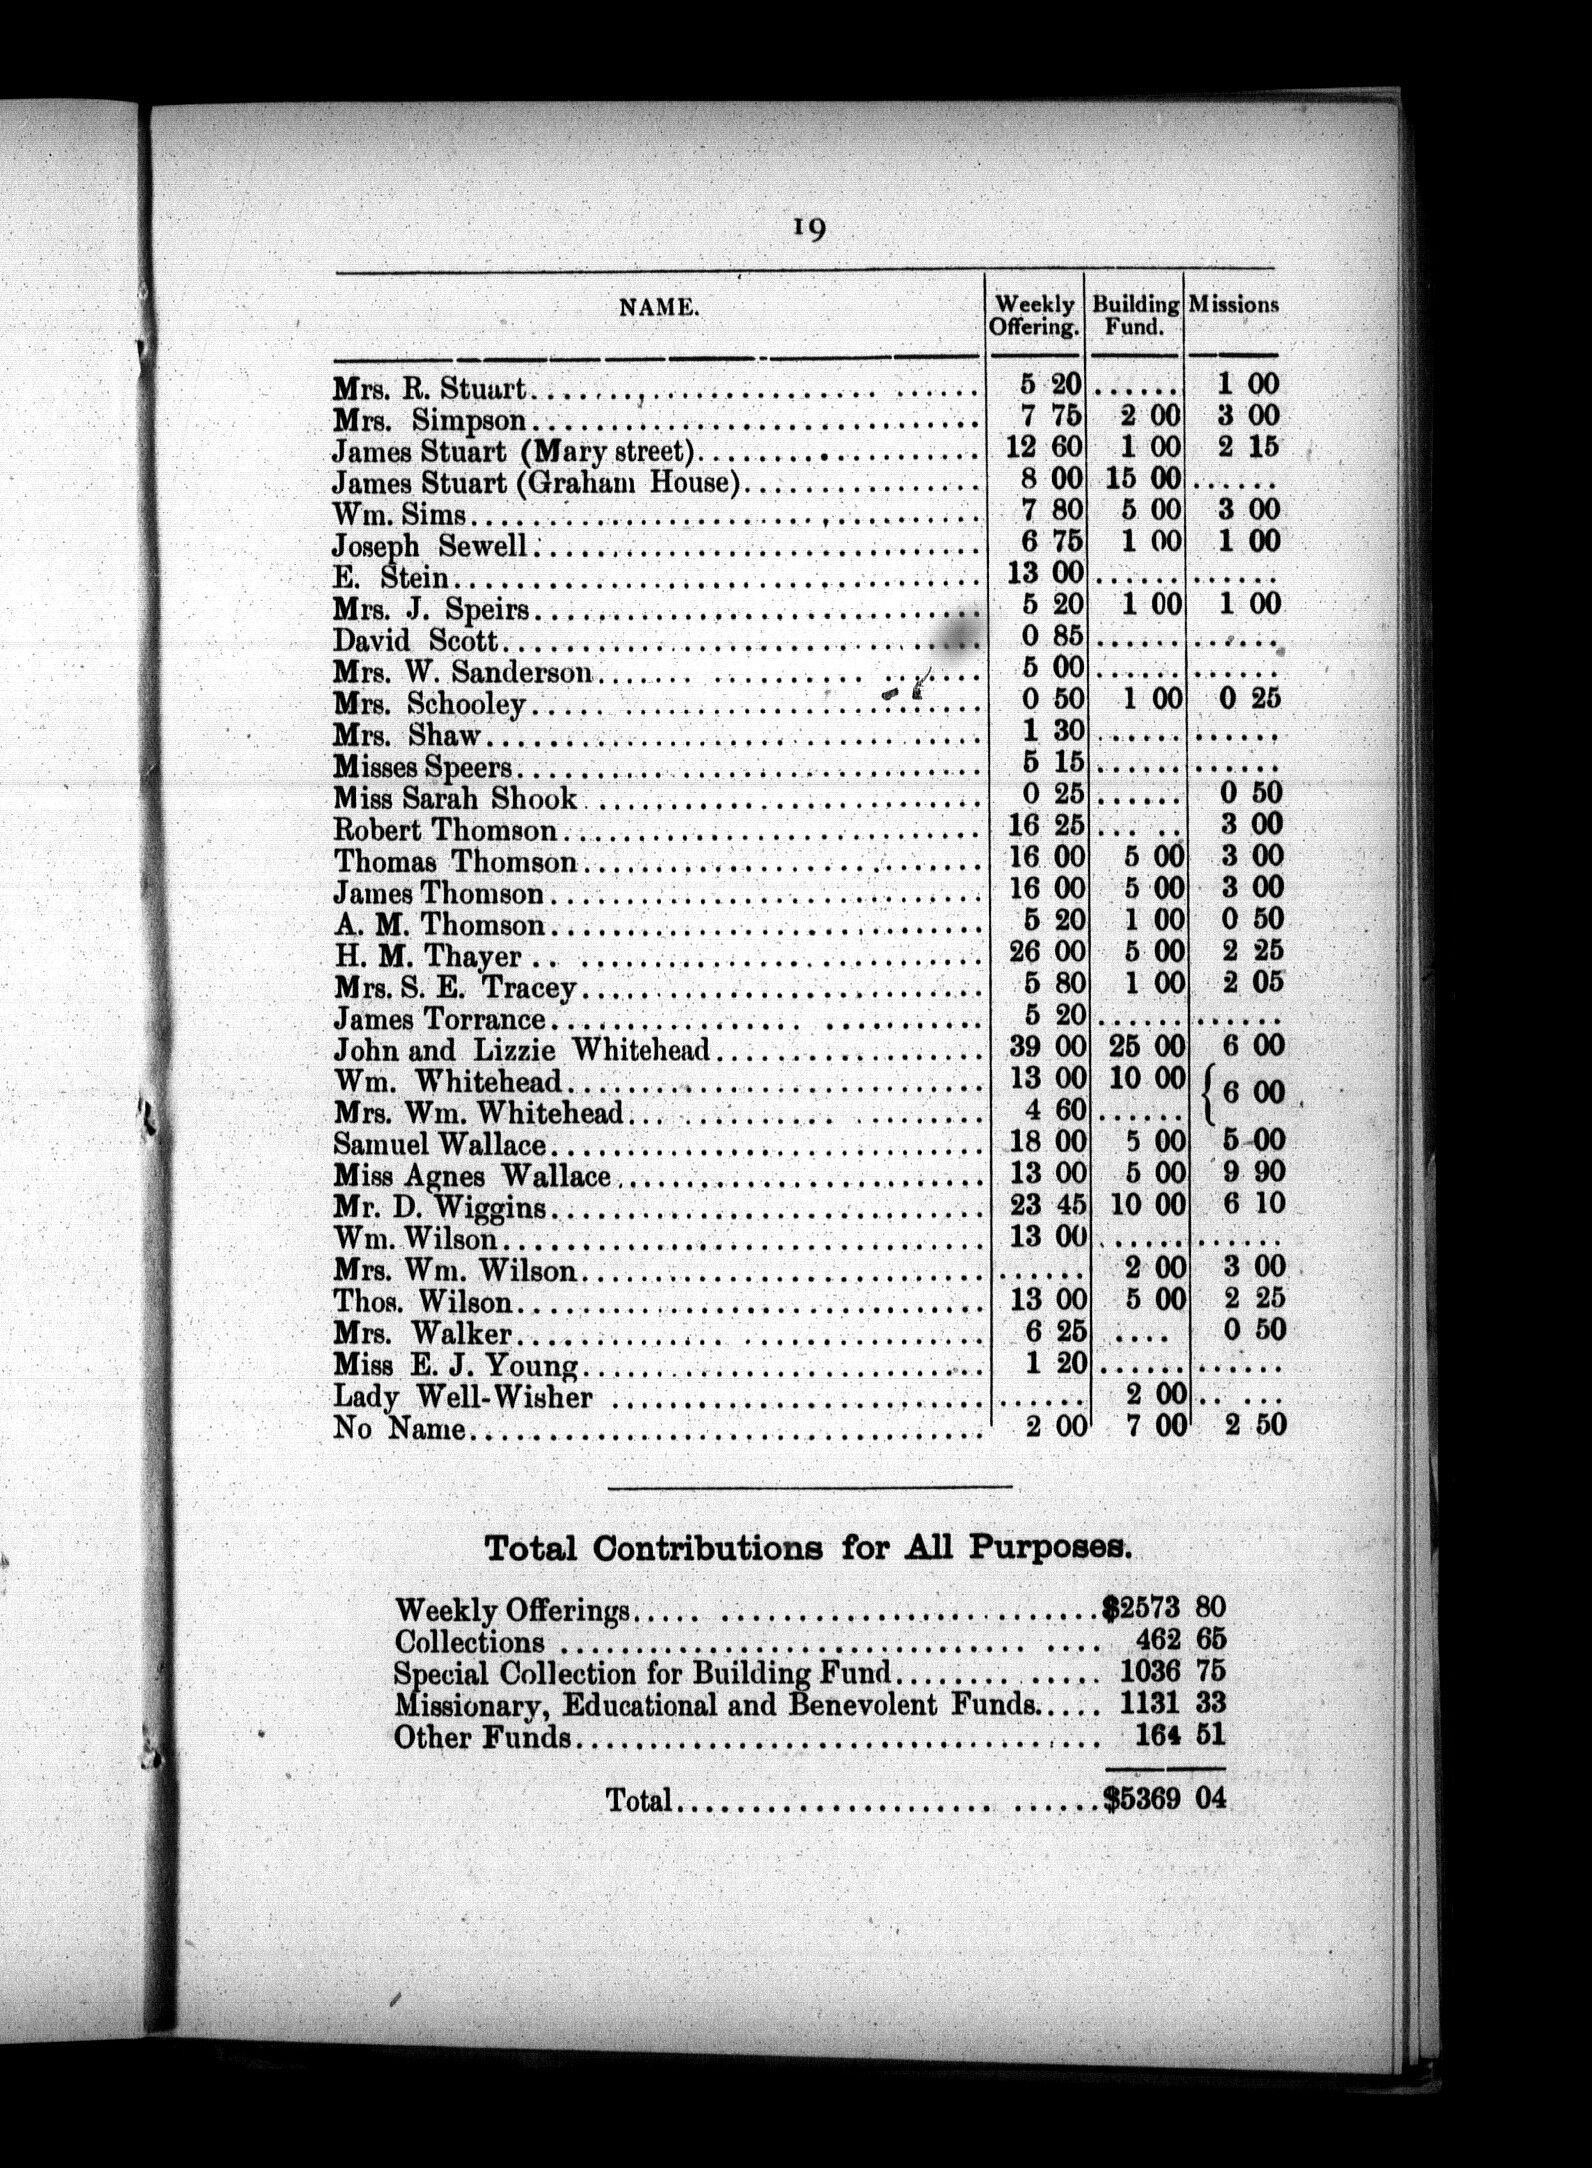 19
NAME. Weekly Offering. Building Fund. Missions
Mrs. R. Stuart 5 20 ...... 1 00
Mrs. Simpson 7 75 2 00 3 00
James Stuart (Mary street) 12 60 1 00 2 15
James Stuart (Graham House) 8 00 15 00 ......
Wm. Sims 7 80 5 00 3 00
Joseph Sewell 6 75 1 00 1 00
E. Stein 13 00 ...... ......
Mrs. J. Speirs 5 20 1 00 1 00
David Scott 0 85 ...... ......
Mrs. W. Sanderson 5 00 ...... ......
Mrs. Schooley 0 50 1 00 0 25
Mrs. Shaw 1 30 ...... ......
Misses Speers 5 15 ...... ......
Miss Sarah Shook 0 25 ...... 0 50
Robert Thomson 16 25 ... .. 3 00
Thomas Thomson 16 00 5 00 3 00
James Thomson 16 00 5 00 3 00
A. M. Thomson 5 20 1 00 0 50
H. M. Thayer 26 00 5 00 2 25
Mrs. S. E. Tracey 5 80 1 00 2 05
James Torrance 5 20 ...... ......
John and Lizzie Whitehead 39 00 25 00 6 00
Wm. Whitehead 13 00 10 00 { 6 00
Mrs. Wm. Whitehead 4 60 ......
Samuel Wallace 18 00 5 00 5 00
Miss Agnes Wallace 13 00 5 00 9 90
Mr. D. Wiggins 23 45 10 00 6 10
Wm. Wilson 13 00 ...... ......
Mrs. Wm. Wilson ...... 2 00 3 00
Thos. Wilson 13 00 5 00 2 25
Mrs. Walker 6 25 .... 0 50
Miss E. J. Young 1 20 ...... ......
Lady Well-Wisher ...... 2 00 .. ...
No Name 2 00 7 00 2 50
Total Contributions for All Purposes.
Weekly Offerings $2573 80
Collections 462 65
Special Collection for Building Fund 1036 75
Missionary, Educational and Benevolent Funds 1131 33
Other Funds 164 51
Total $5369 04